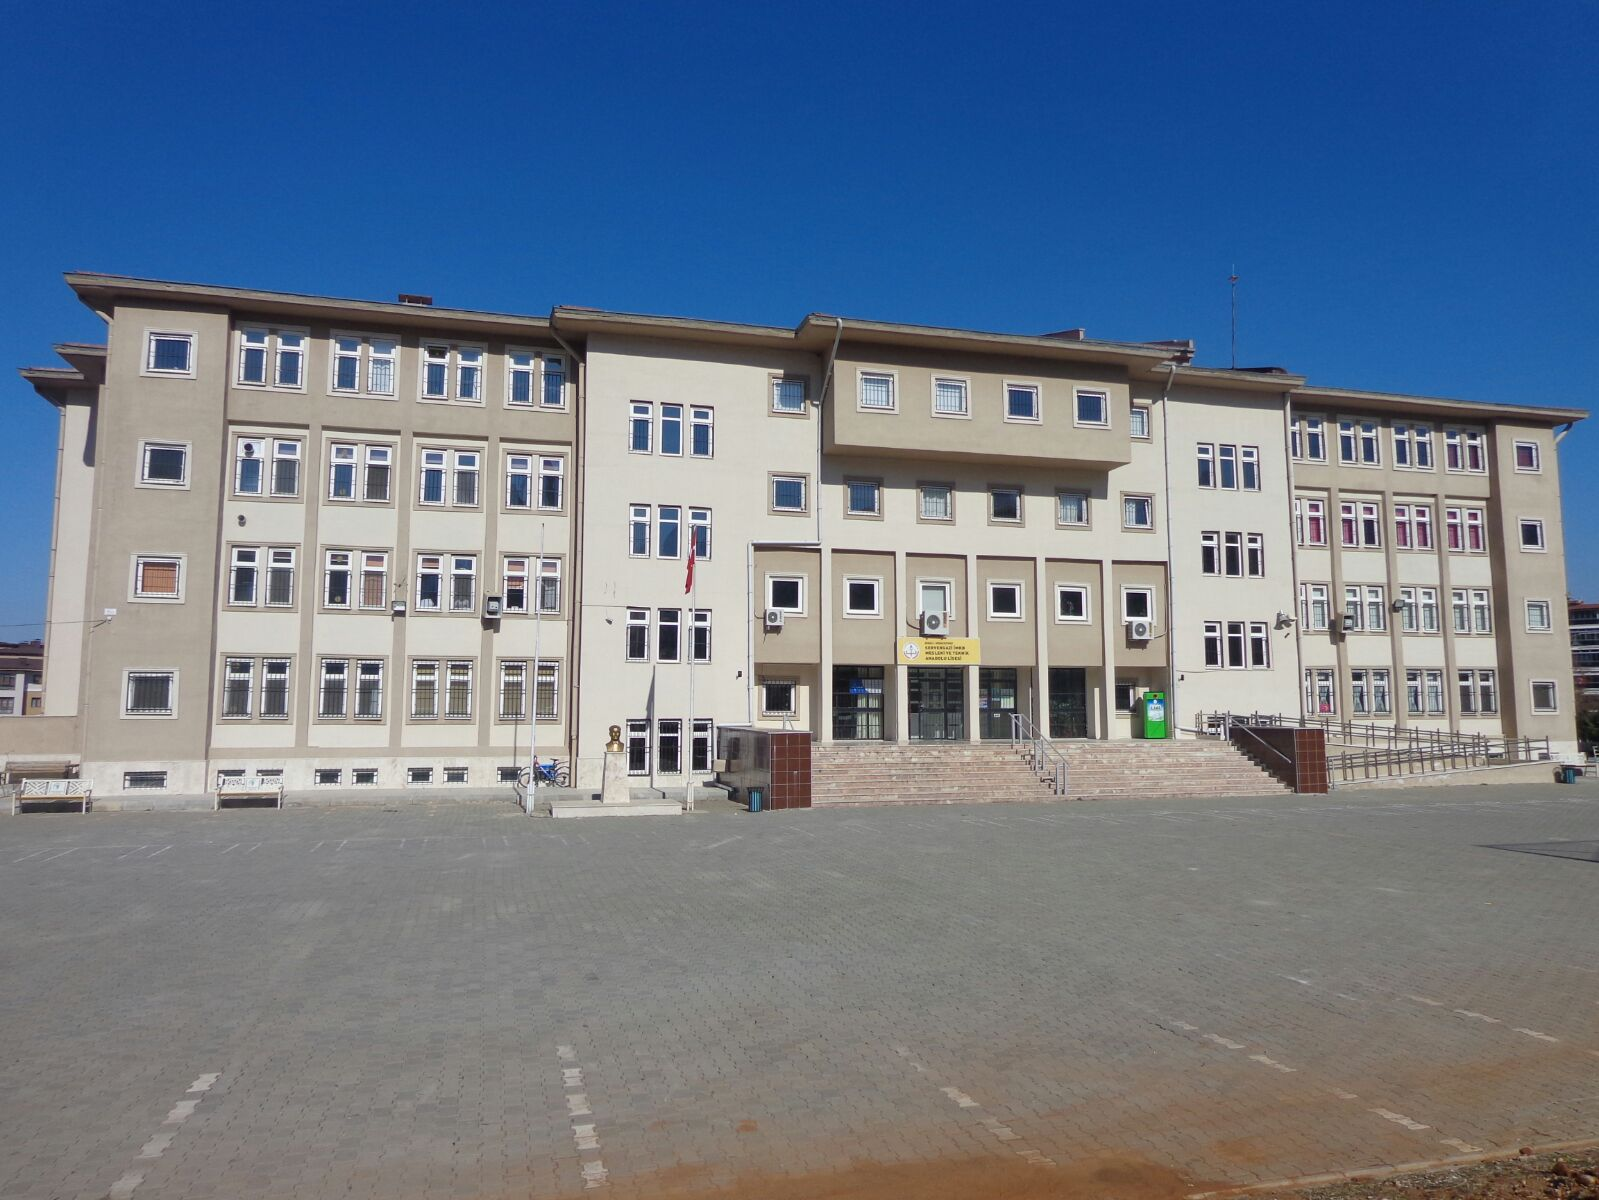 SERVERGAZİ İMKB
MESLEKİ VE TEKNİK
ANADOLU LİSESİ